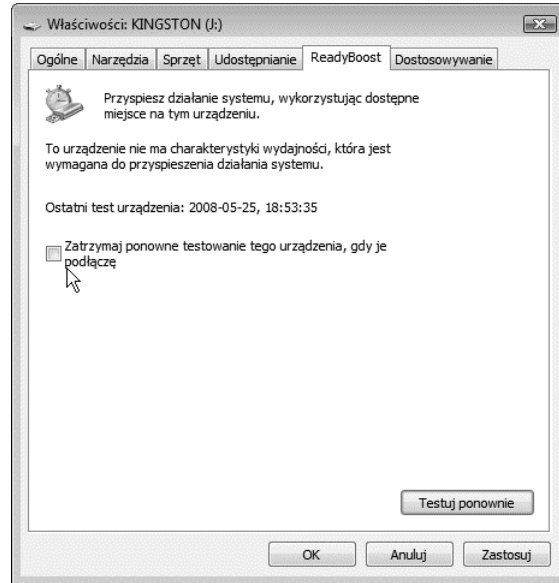 Właściwości: KINGSTON (J:)
Ogólne Narzędzia Sprzęt Udostępnianie ReadyBoost Dostosowywanie
Przyspiesz działanie systemu, wykorzystując dostępne
miejsce na tym urządzeniu.
To urządzenie nie ma charakterystyki wydajności, która jest
wymagana do przyspieszenia działania systemu.
Ostatni test urządzenia: 2008-05-25, 18:53:35
Zatrzymaj ponowne testowanie tego urządzenia, gdy je
podłączę
Testuj ponownie
OK Anuluj Zastosuj